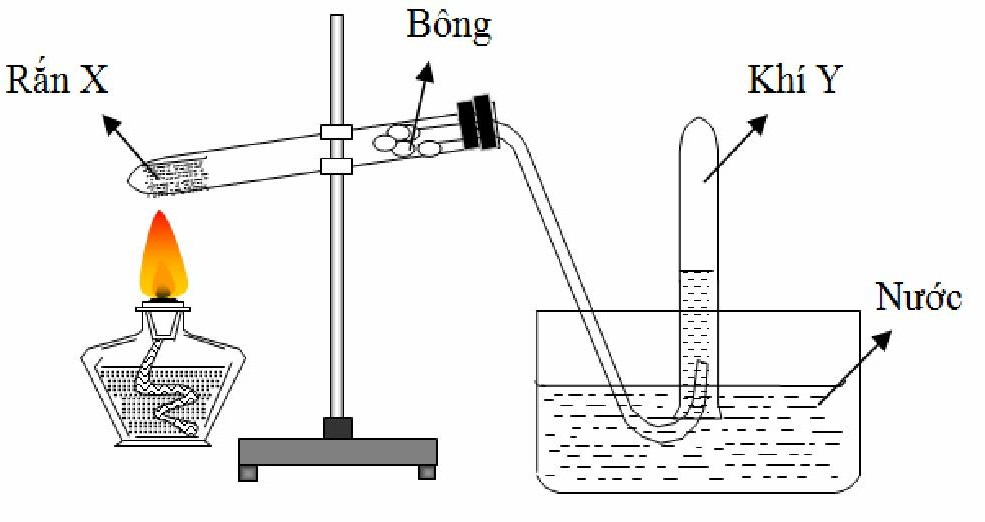 Bông
Rắn X
Khí Y
Nước